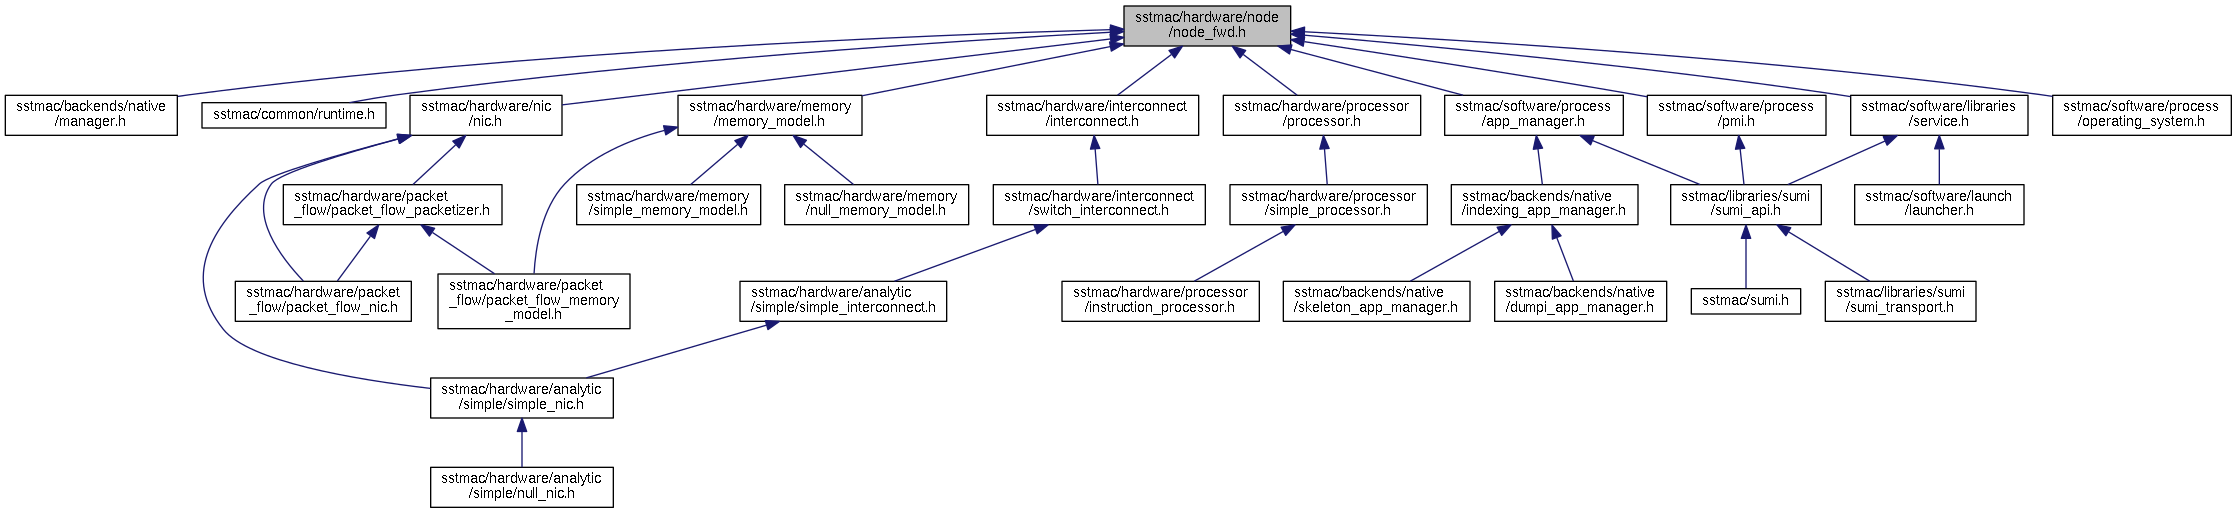 sstmac/hardware/node
/node_fwd.h
sstmac/backends/native
/manager.h
sstmac/common/runtime.h
sstmac/hardware/nic
/nic.h
sstmac/hardware/memory
/memory_model.h
sstmac/hardware/interconnect
/interconnect.h
sstmac/hardware/processor
/processor.h
sstmac/software/process
/app_manager.h
sstmac/software/process
/pmi.h
sstmac/software/libraries
/service.h
sstmac/software/process
/operating_system.h
sstmac/hardware/packet
_flow/packet_flow_packetizer.h
sstmac/hardware/memory
/simple_memory_model.h
sstmac/hardware/memory
/null_memory_model.h
sstmac/hardware/interconnect
/switch_interconnect.h
sstmac/hardware/processor
/simple_processor.h
sstmac/backends/native
/indexing_app_manager.h
sstmac/libraries/sumi
/sumi_api.h
sstmac/software/launch
/launcher.h
sstmac/hardware/packet
_flow/packet_flow_nic.h
sstmac/hardware/packet
_flow/packet_flow_memory
_model.h
sstmac/hardware/analytic
/simple/simple_interconnect.h
sstmac/hardware/processor
/instruction_processor.h
sstmac/backends/native
/skeleton_app_manager.h
sstmac/backends/native
/dumpi_app_manager.h
sstmac/sumi.h
sstmac/libraries/sumi
/sumi_transport.h
sstmac/hardware/analytic
/simple/simple_nic.h
sstmac/hardware/analytic
/simple/null_nic.h